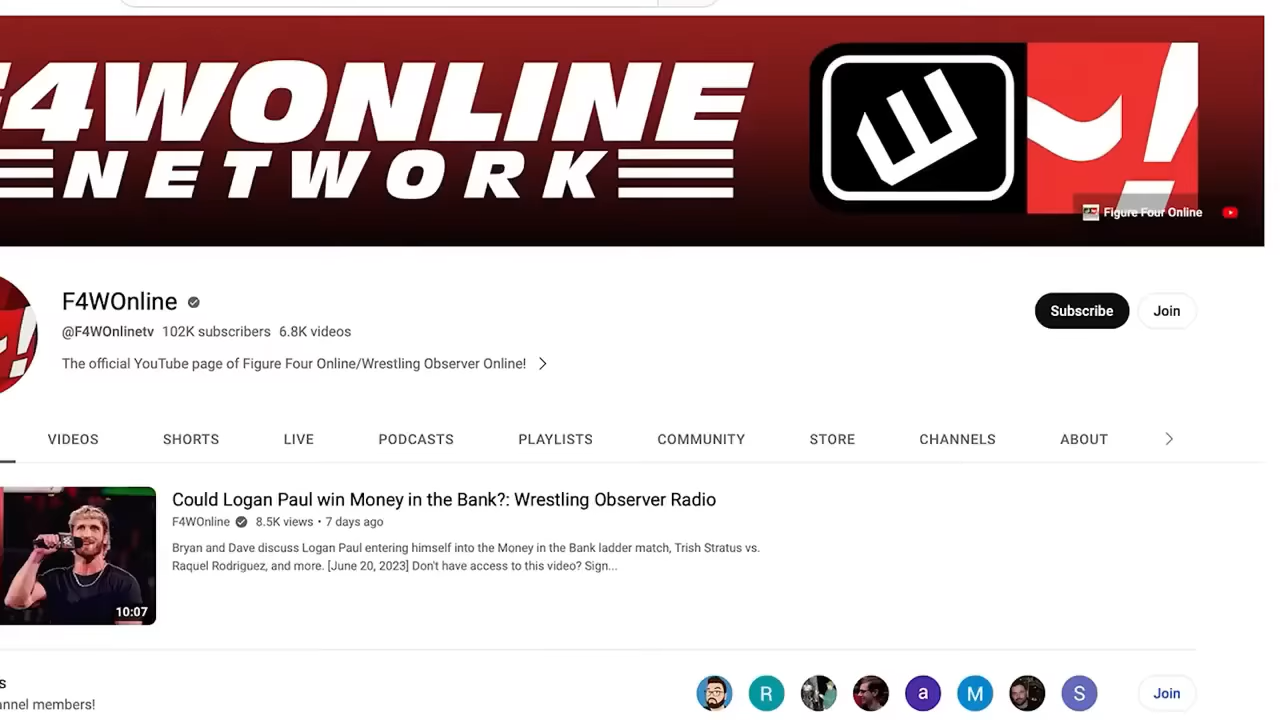 F4WONLINE
NETWORK
Figure Four Online
F4WOnline
@F4WOnlinetv 102K subscribers 6.8K videos
Subscribe
Join
The official YouTube page of Figure Four Online/Wrestling Observer Online!
VIDEOS SHORTS LIVE PODCASTS PLAYLISTS COMMUNITY STORE CHANNELS ABOUT
Could Logan Paul win Money in the Bank?: Wrestling Observer Radio
F4WOnline 8.5K views • 7 days ago
Bryan and Dave discuss Logan Paul entering himself into the Money in the Bank ladder match, Trish Stratus vs.
Raquel Rodriguez, and more. [June 20, 2023] Don't have access to this video? Sign...
10:07
R a M S
Join
channel members!